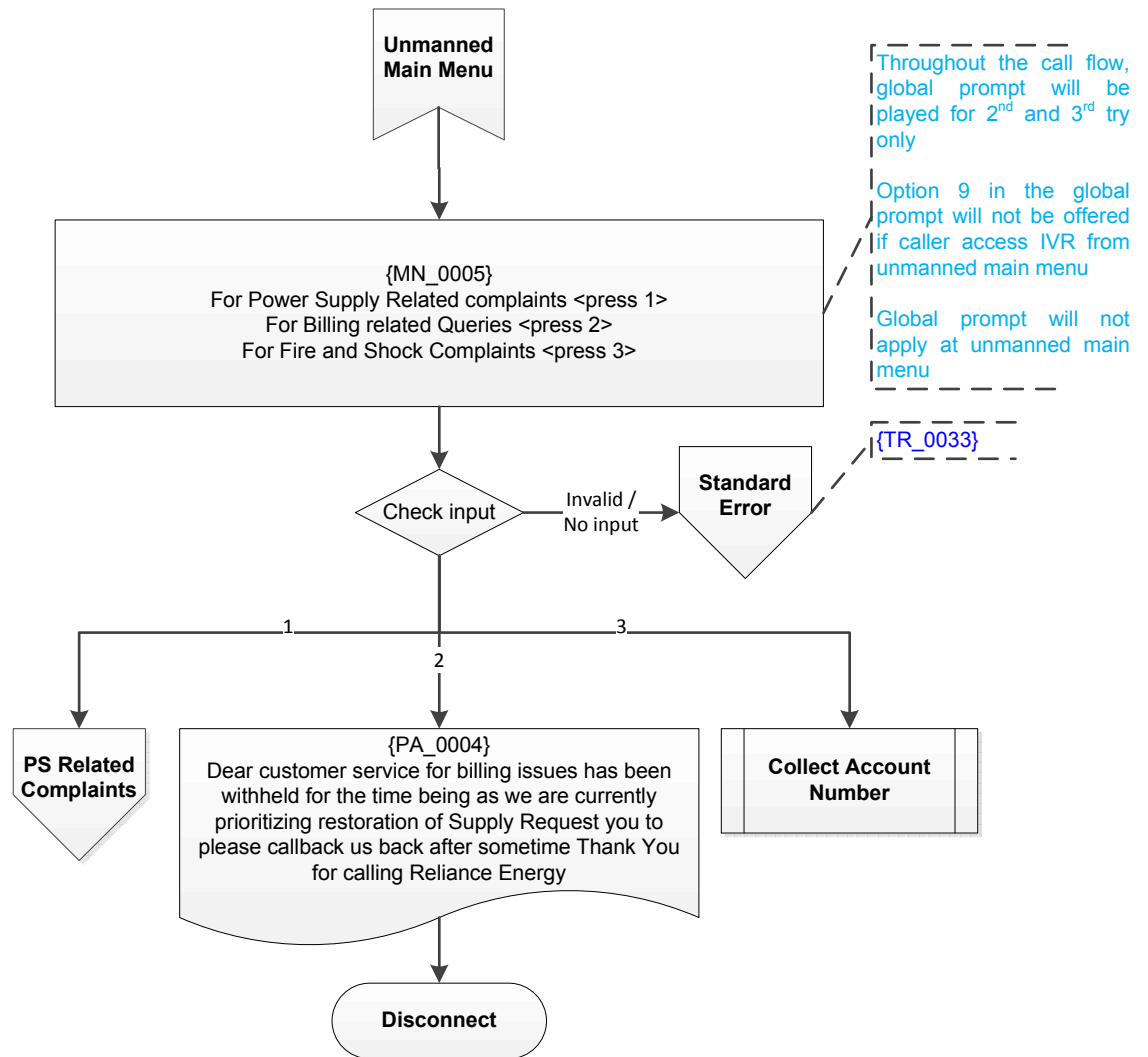 Unmanned
Main Menu
Throughout the call flow,
global prompt will be
played for 2nd and 3rd try
only
Option 9 in the global
prompt will not be offered
if caller access IVR from
unmanned main menu
Global prompt will not
apply at unmanned main
menu
{MN_0005}
For Power Supply Related complaints <press 1>
For Billing related Queries <press 2>
For Fire and Shock Complaints <press 3>
{TR_0033}
Check input
Invalid /
No input
Standard
Error
1
2
3
PS Related
Complaints
{PA_0004}
Dear customer service for billing issues has been
withheld for the time being as we are currently
prioritizing restoration of Supply Request you to
please callback us back after sometime Thank You
for calling Reliance Energy
Collect Account
Number
Disconnect